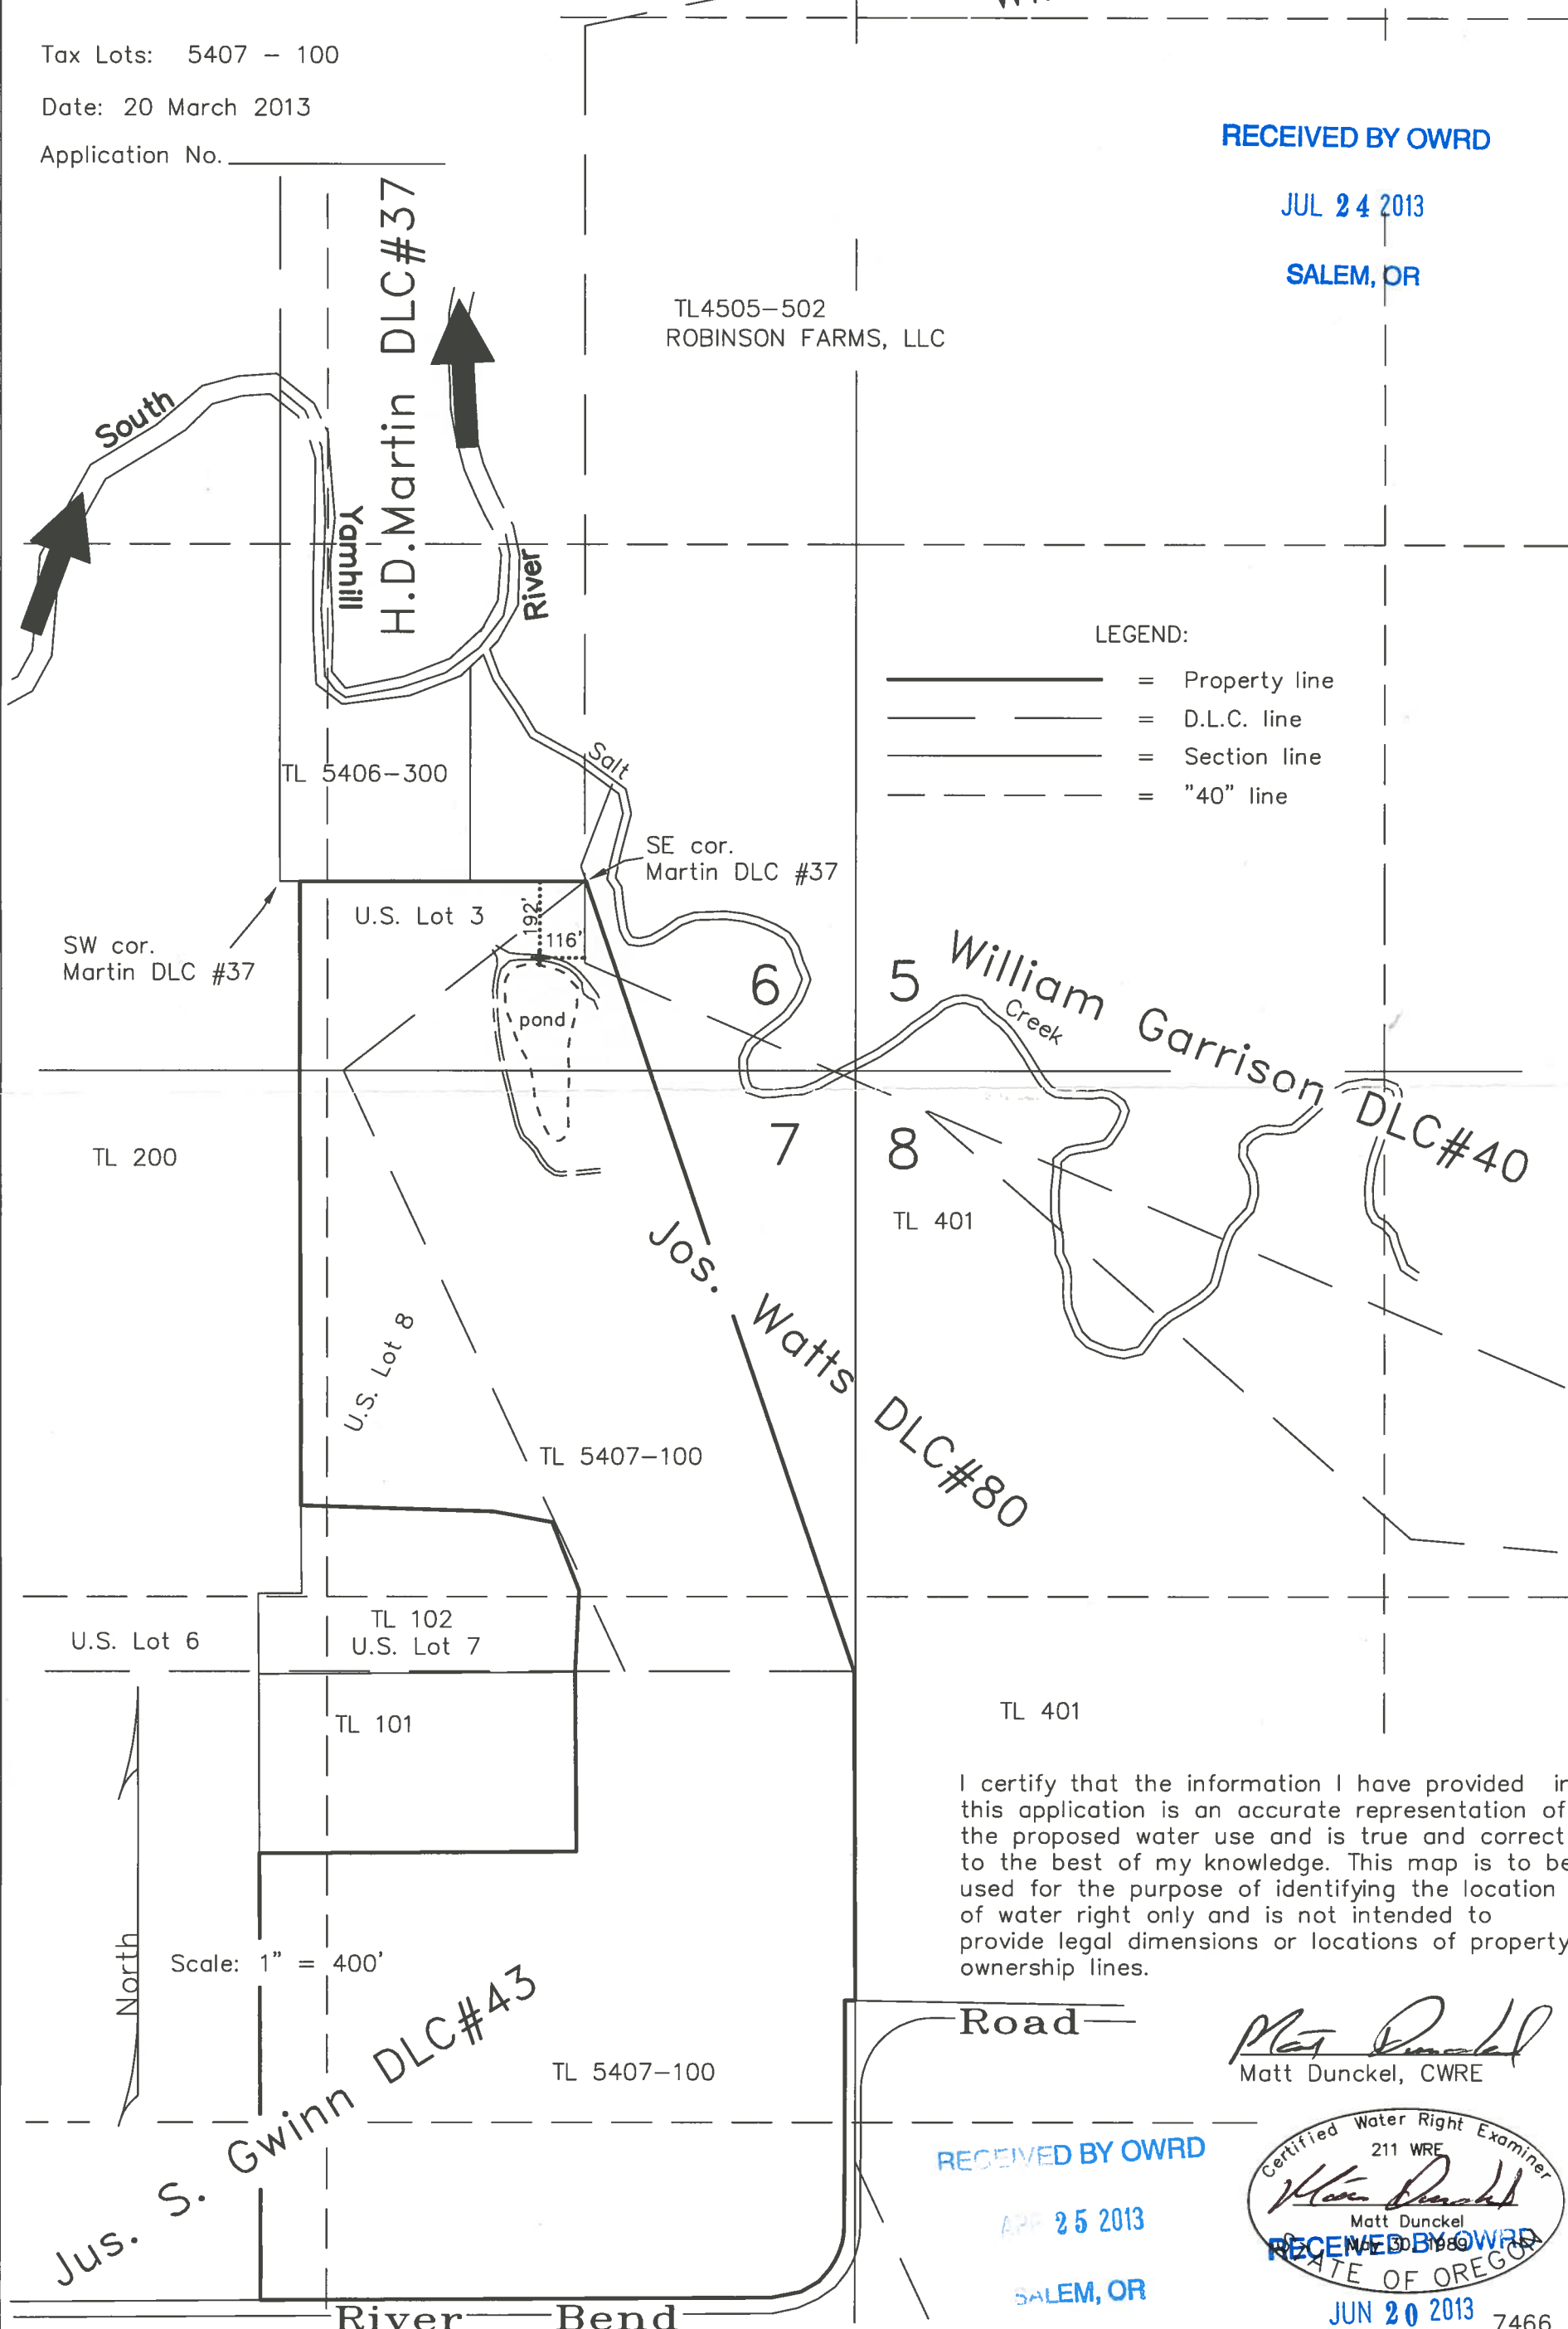 Tax Lots: 5407 - 100
Date: 20 March 2013
Application No.
RECEIVED BY OWRD
JUL 24 2013
SALEM, OR
H.D.Martin DLC#37
TL4505-502
ROBINSON FARMS, LLC
South
Yamhill
River
LEGEND:
= Property line
= D.L.C. line
= Section line
= "40" line
TL 5406-300
Salt
SE cor.
Martin DLC #37
U.S. Lot 3
192'
116'
SW cor.
Martin DLC #37
pond
6
5
William Garrison DLC#40
Creek
TL 200
7
8
TL 401
Jos. Watts DLC#80
U.S. Lot 8
TL 5407-100
TL 102
U.S. Lot 6
U.S. Lot 7
TL 101
TL 401
I certify that the information I have provided
this application is an accurate representation of
the proposed water use and is true and correct
to the best of my knowledge. This map is to be
used for the purpose of identifying the location
of water right only and is not intended to
provide legal dimensions or locations of property
ownership lines.
North
Scale: 1" = 400'
Jus. S. Gwinn DLC#43
Road
Matt Dunckel
Matt Dunckel, CWRE
TL 5407-100
RECEIVED BY OWRD
APR 25 2013
SALEM, OR
Certified Water Right Examiner
211 WRE
Matt Dunckel
Matt Dunckel
May 30, 1989
STATE OF OREGON
RECEIVED BY OWRD
JUN 20 2013
7466
River Bend